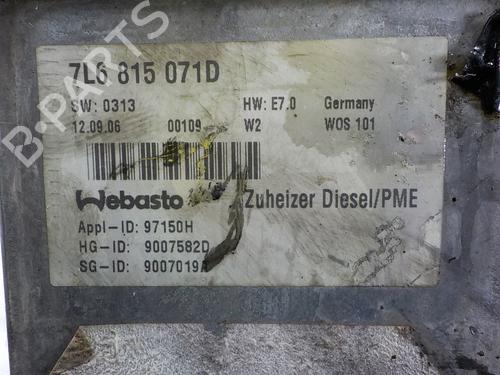 7L6 815 071D
SW: 0313 HW: E7.0 Germany
12.09.06 00109 W2 WOS 101
Webasto Zuheizer Diesel/PME
Appl-ID: 97150H
HG-ID: 9007582D
SG-ID: 9007019A
B-PARTS